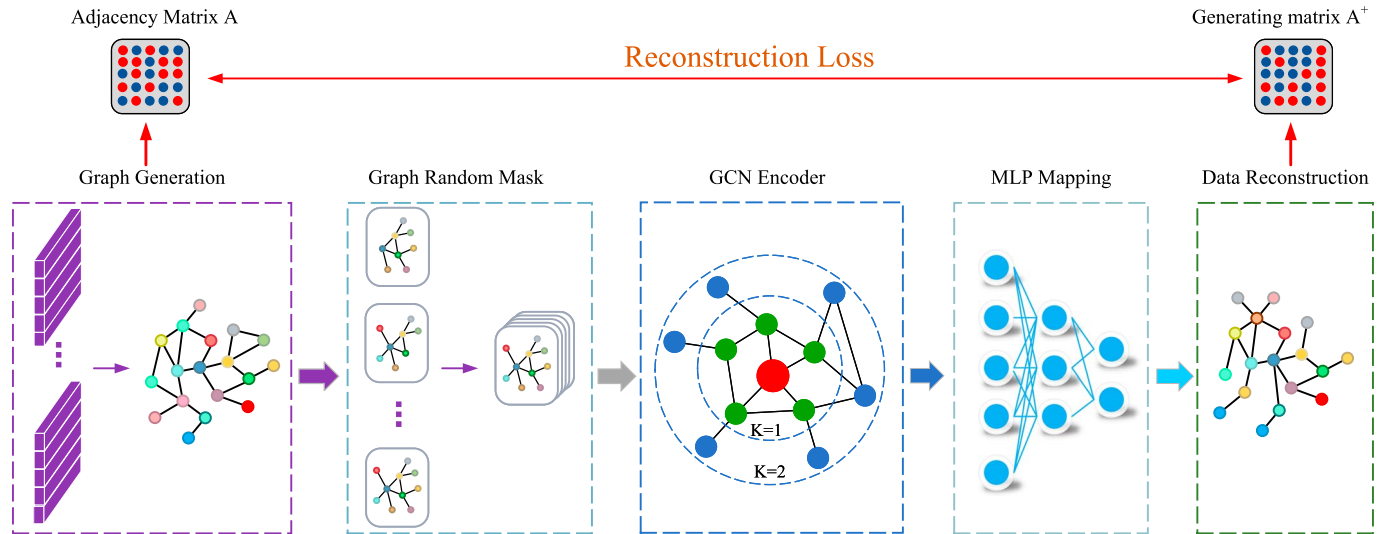 Adjacency Matrix A
Generating matrix A⁺
Reconstruction Loss
Graph Generation
Graph Random Mask
GCN Encoder
MLP Mapping
Data Reconstruction
K=1
K=2